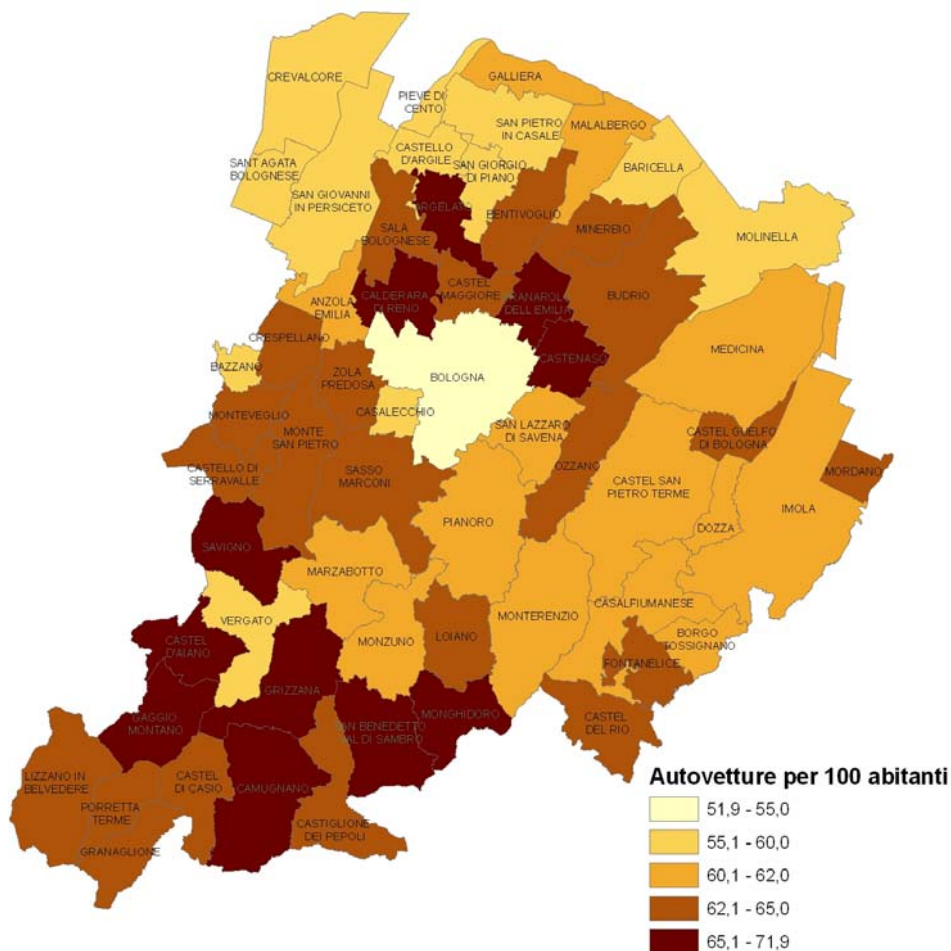 CREVALCORE
GALLIERA
PIEVE DI
CENTO
SAN PIETRO
IN CASALE
MALALBERGO
CASTELLO
D'ARGILE
SAN GIORGIO
DI PIANO
BARICELLA
SANT'AGATA
BOLOGNESE
SAN GIOVANNI
IN PERSICETO
ARGELATO
BENTIVOGLIO
SALA
BOLOGNESE
MINERBIO
MOLINELLA
CALDERARA
DI RENO
CASTEL
MAGGIORE
GRANAROLO
DELL'EMILIA
BUDRIO
ANZOLA
EMILIA
CRESPELLANO
CASTENASO
MEDICINA
BAZZANO
ZOLA
PREDOSA
BOLOGNA
CASALECCHIO
MONTEVEGLIO
MONTE
SAN PIETRO
SAN LAZZARO
DI SAVENA
CASTEL GUELFO
DI BOLOGNA
CASTELLO DI
SERRAVALLE
SASSO
MARCONI
OZZANO
CASTEL SAN
PIETRO TERME
MORDANO
IMOLA
PIANORO
DOZZA
SAVIGNO
MARZABOTTO
VERGATO
MONZUNO
LOIANO
MONTERENZIO
CASALFIUMANESE
BORGO
TOSSIGNANO
CASTEL
D'AIANO
FONTANELICE
GRIZZANA
GAGGIO
MONTANO
SAN BENEDETTO
VAL DI SAMBRO
MONGHIDORO
CASTEL
DEL RIO
LIZZANO IN
BELVEDERE
CASTEL
DI CASIO
CAMUGNANO
PORRETTA
TERME
CASTIGLIONE
DEI PEPOLI
GRANAGLIONE
Autovetture per 100 abitanti
51,9 - 55,0
55,1 - 60,0
60,1 - 62,0
62,1 - 65,0
65,1 - 71,9